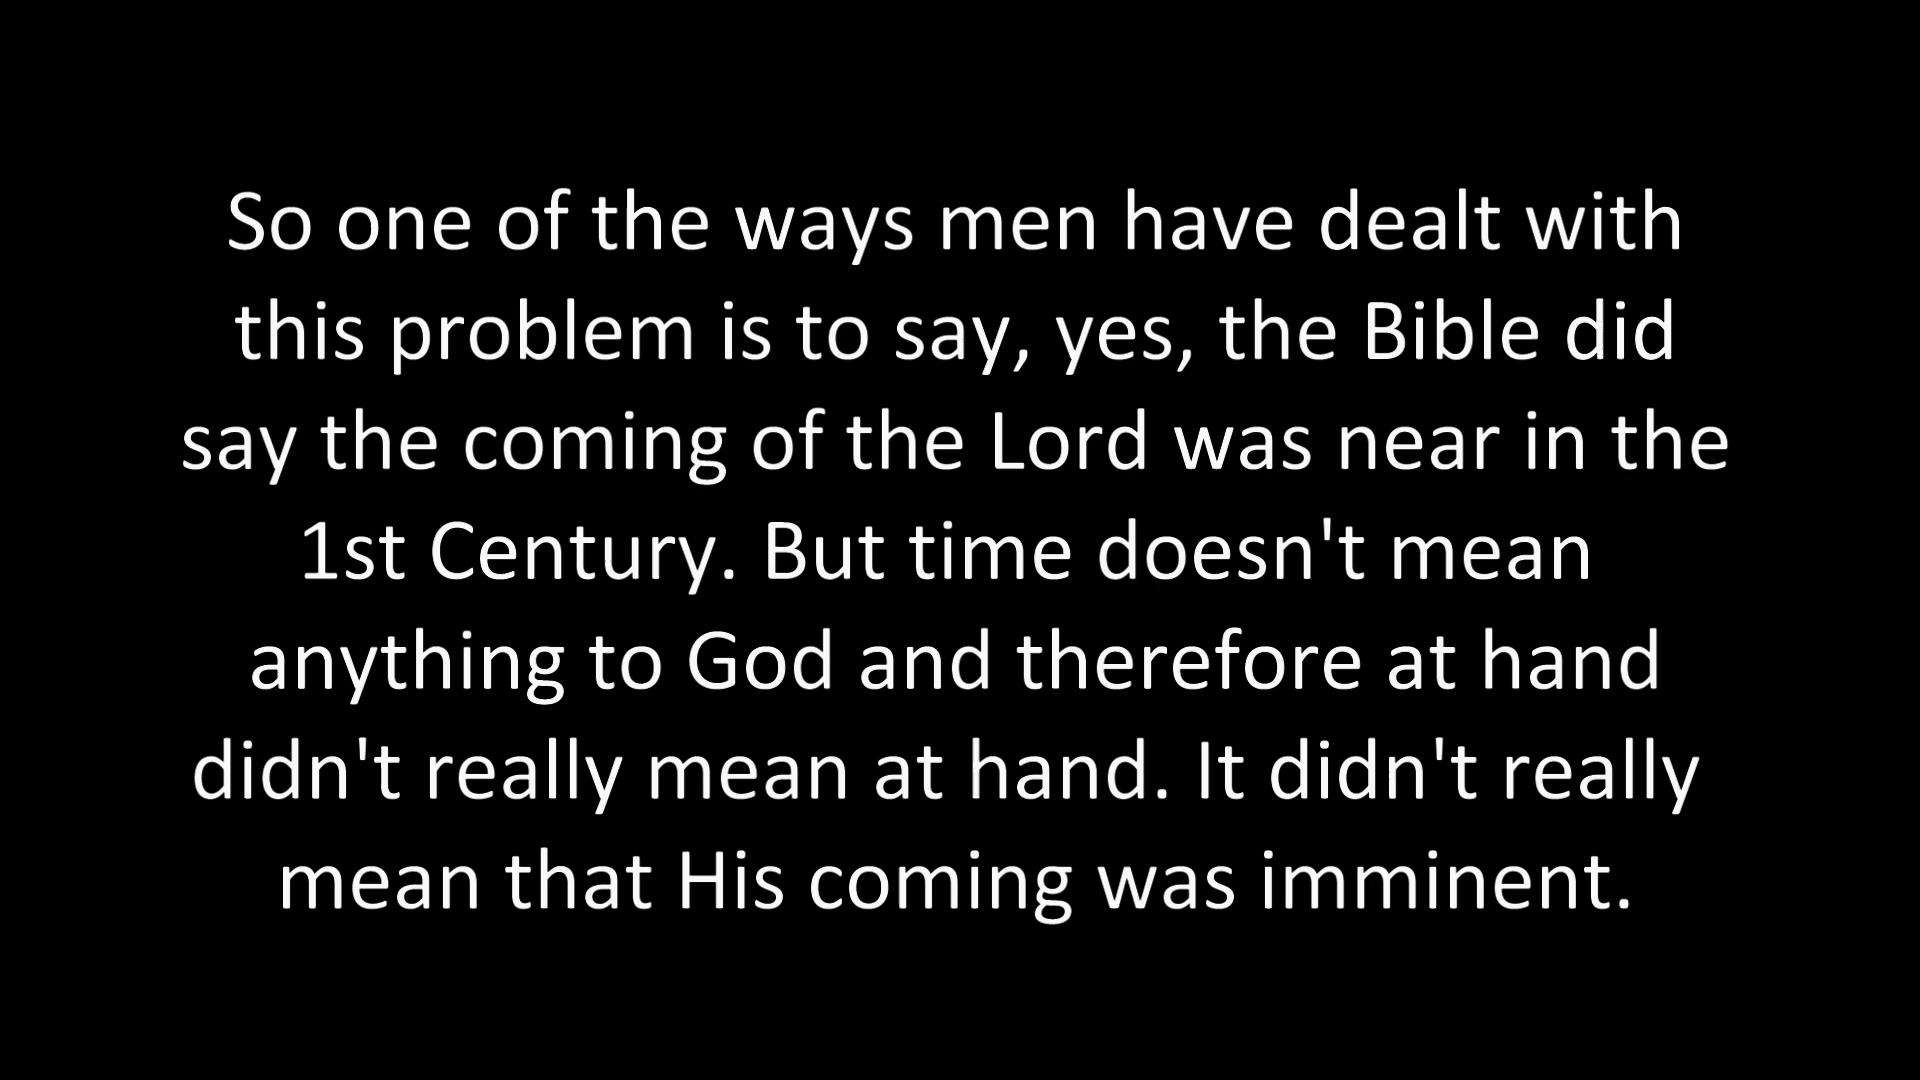 So one of the ways men have dealt with
this problem is to say, yes, the Bible did
say the coming of the Lord was near in the
1st Century. But time doesn't mean
anything to God and therefore at hand
didn't really mean at hand. It didn't really
mean that His coming was imminent.